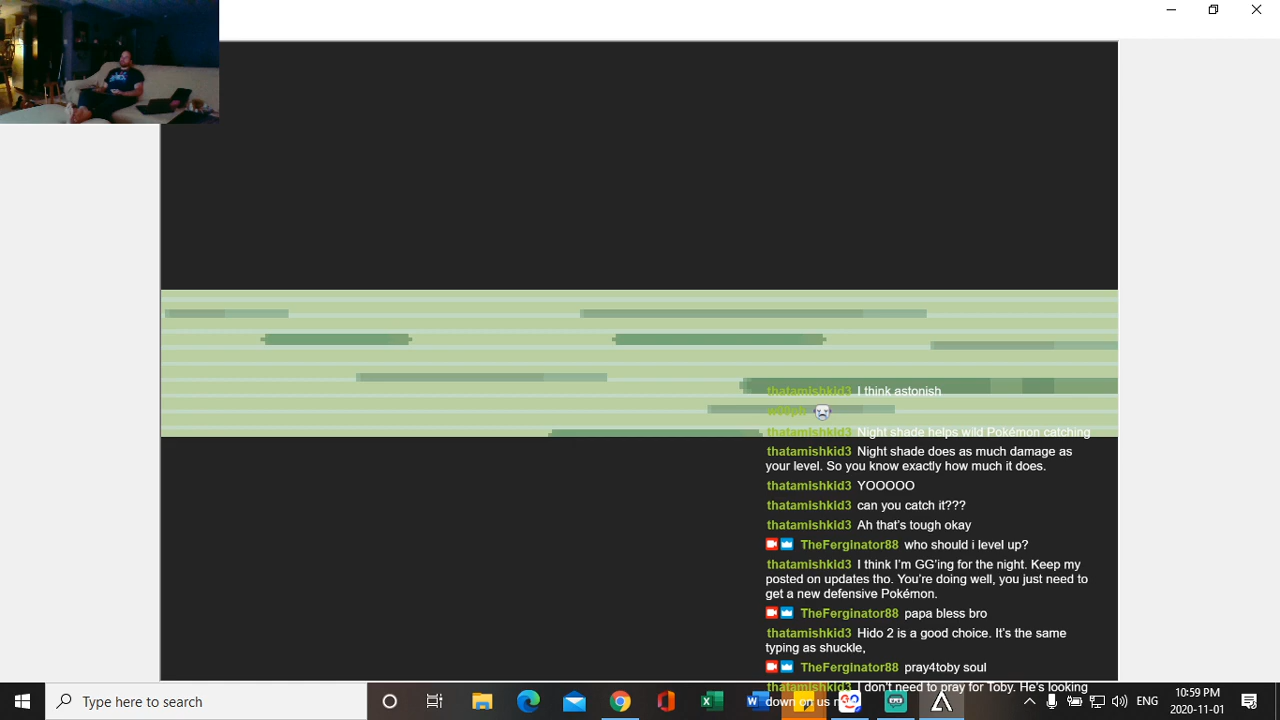 thatamishkid3 I think astonish
thatamishkid3 Night shade helps wild Pokémon catching
thatamishkid3 Night shade does as much damage as
your level. So you know exactly how much it does.
thatamishkid3 YOOOOO
thatamishkid3 can you catch it???
thatamishkid3 Ah that's tough okay
TheFerginator88 who should i level up?
thatamishkid3 I think I'm GG'ing for the night. Keep my
posted on updates tho. You're doing well, you just need to
get a new defensive Pokémon.
TheFerginator88 papa bless bro
thatamishkid3 Hido 2 is a good choice. It's the same
typing as shuckle,
TheFerginator88 pray4toby soul
thatamishkid3 I don't need to pray for Toby. He's looking
down on us
Type here to search
ENG
10:59 PM
2020-11-01